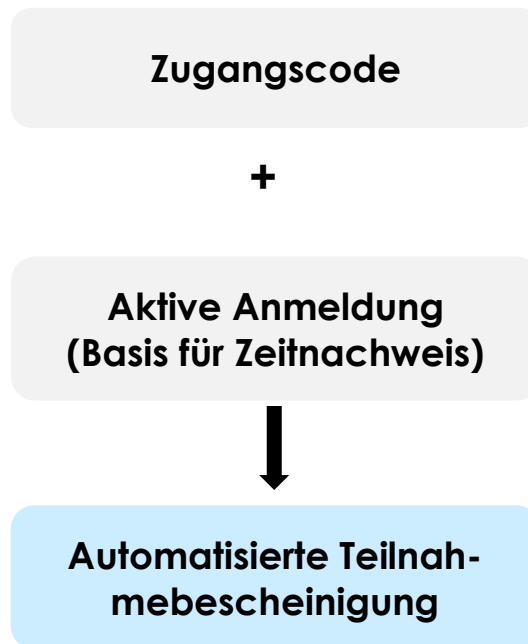 Zugangscode
+
Aktive Anmeldung
(Basis für Zeitnachweis)
Automatisierte Teilnah-
mebescheinigung